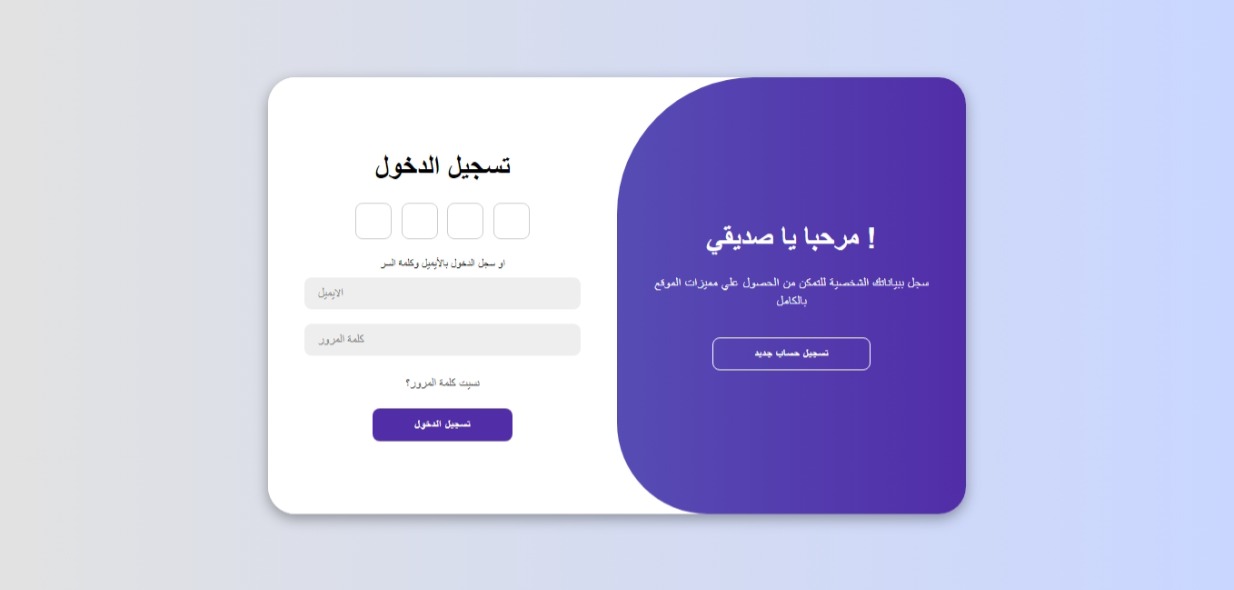 تسجيل الدخول
او سجل الدخول بالأيميل وكلمة السر
الايميل
كلمة المرور
نسيت كلمة المرور؟
تسجيل الدخول
مرحبا يا صديقي !
سجل ببياناتك الشخصية للتمكن من الحصول علي مميزات الموقع
بالكامل
تسجيل حساب جديد